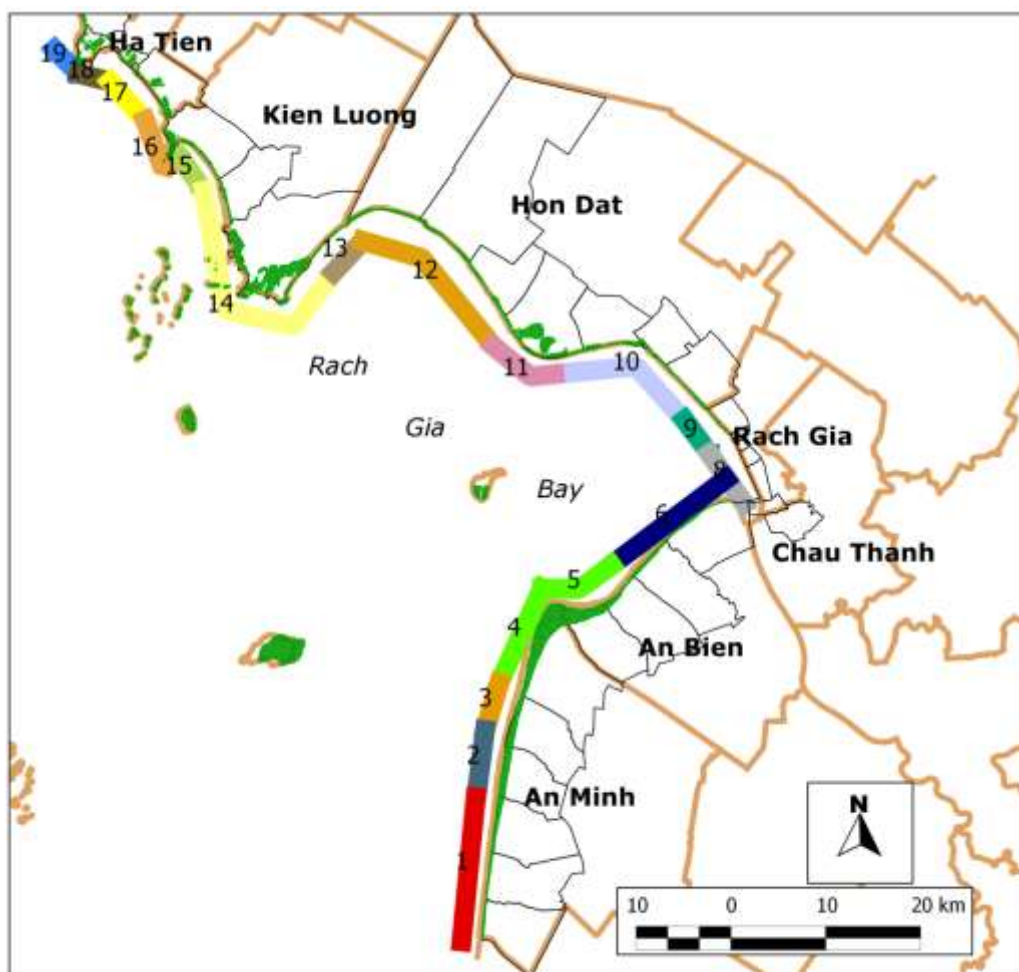 Ha Tien
19
18
17
Kien Luong
16
15
Hon Dat
13
12
14
Rach
11
10
Gia
9
Rach Gia
8
Bay
6
Chau Thanh
5
4
An Bien
3
2
An Minh
N
1
10 0 10 20 km